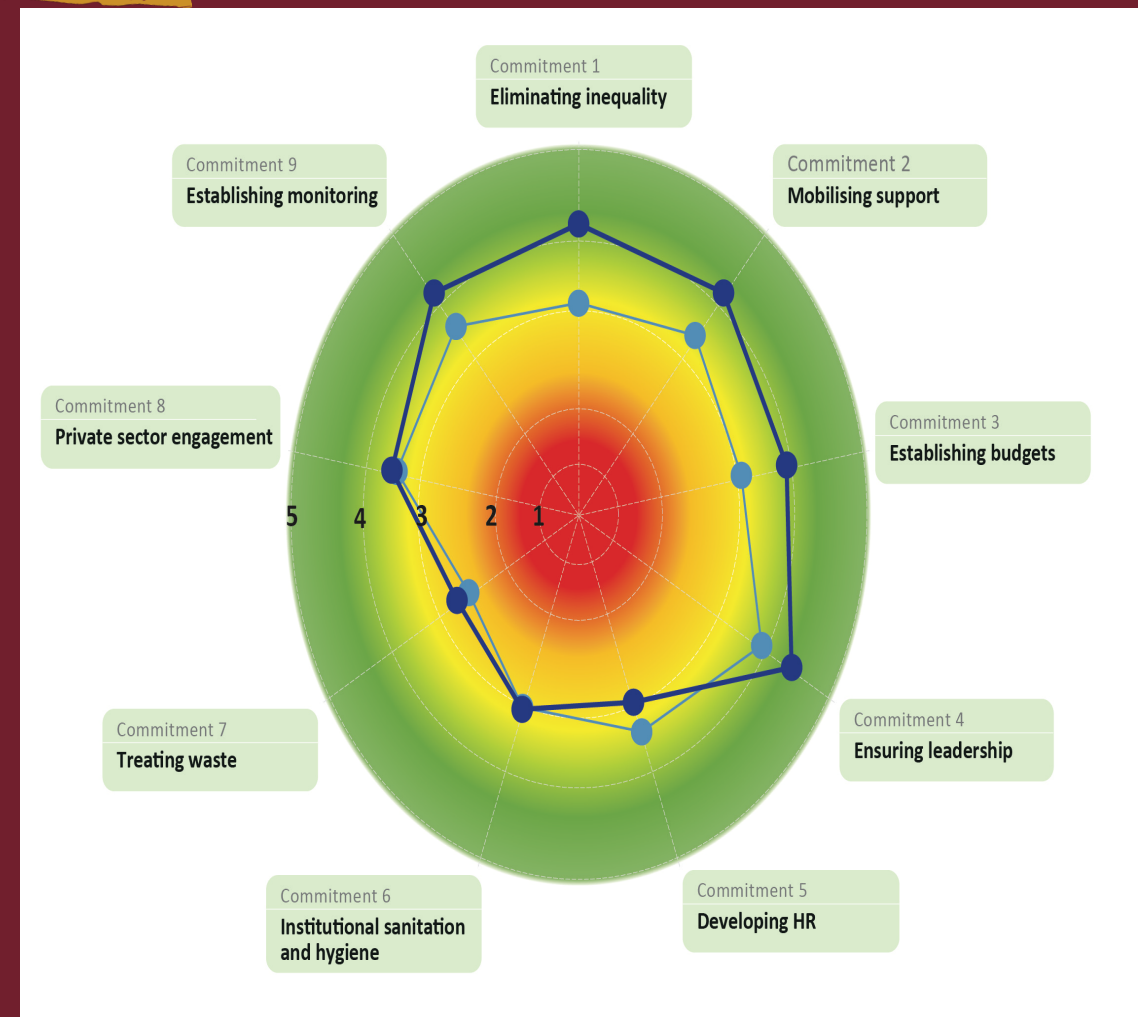 Commitment 1
Eliminating inequality
Commitment 9
Establishing monitoring
Commitment 2
Mobilising support
Commitment 8
Private sector engagement
Commitment 3
Establishing budgets
5 4 3 2 1
Commitment 7
Treating waste
Commitment 4
Ensuring leadership
Commitment 6
Institutional sanitation
and hygiene
Commitment 5
Developing HR